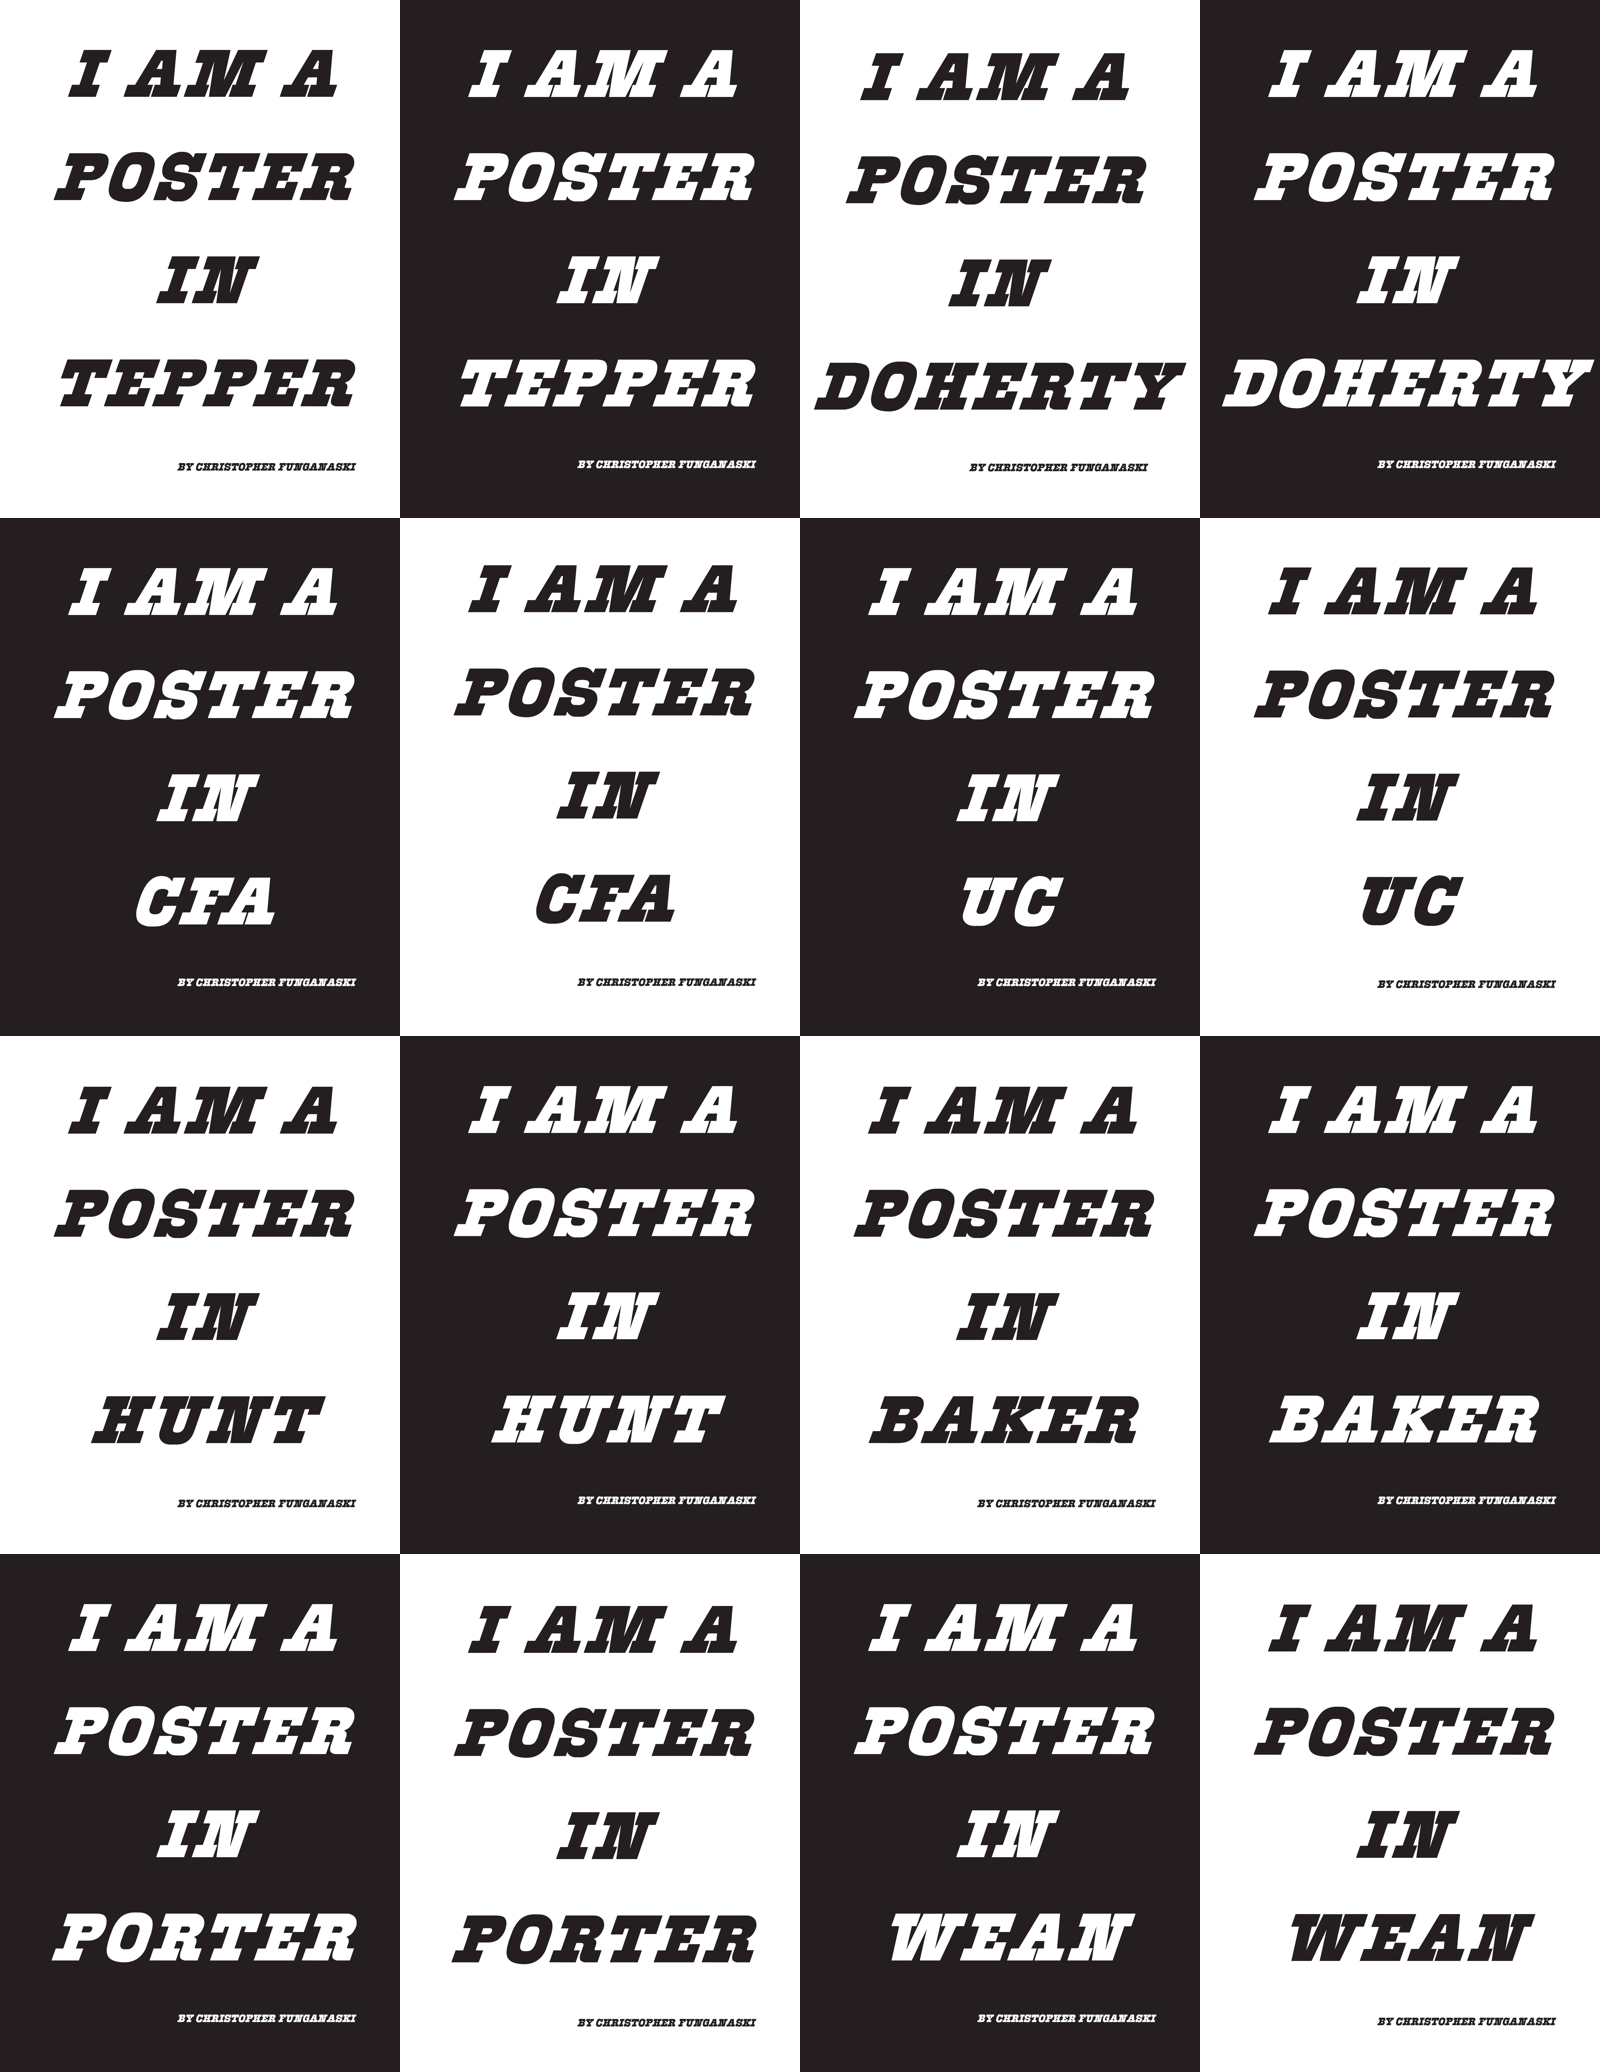 I AM A
POSTER
IN
TEPPER
BY CHRISTOPHER FUNGANASKI
I AM A
POSTER
IN
TEPPER
BY CHRISTOPHER FUNGANASKI
I AM A
POSTER
IN
DOHERTY
BY CHRISTOPHER FUNGANASKI
I AM A
POSTER
IN
DOHERTY
BY CHRISTOPHER FUNGANASKI
I AM A
POSTER
IN
CFA
BY CHRISTOPHER FUNGANASKI
I AM A
POSTER
IN
CFA
BY CHRISTOPHER FUNGANASKI
I AM A
POSTER
IN
UC
BY CHRISTOPHER FUNGANASKI
I AM A
POSTER
IN
UC
BY CHRISTOPHER FUNGANASKI
I AM A
POSTER
IN
HUNT
BY CHRISTOPHER FUNGANASKI
I AM A
POSTER
IN
HUNT
BY CHRISTOPHER FUNGANASKI
I AM A
POSTER
IN
BAKER
BY CHRISTOPHER FUNGANASKI
I AM A
POSTER
IN
BAKER
BY CHRISTOPHER FUNGANASKI
I AM A
POSTER
IN
PORTER
BY CHRISTOPHER FUNGANASKI
I AM A
POSTER
IN
PORTER
BY CHRISTOPHER FUNGANASKI
I AM A
POSTER
IN
WEAN
BY CHRISTOPHER FUNGANASKI
I AM A
POSTER
IN
WEAN
BY CHRISTOPHER FUNGANASKI